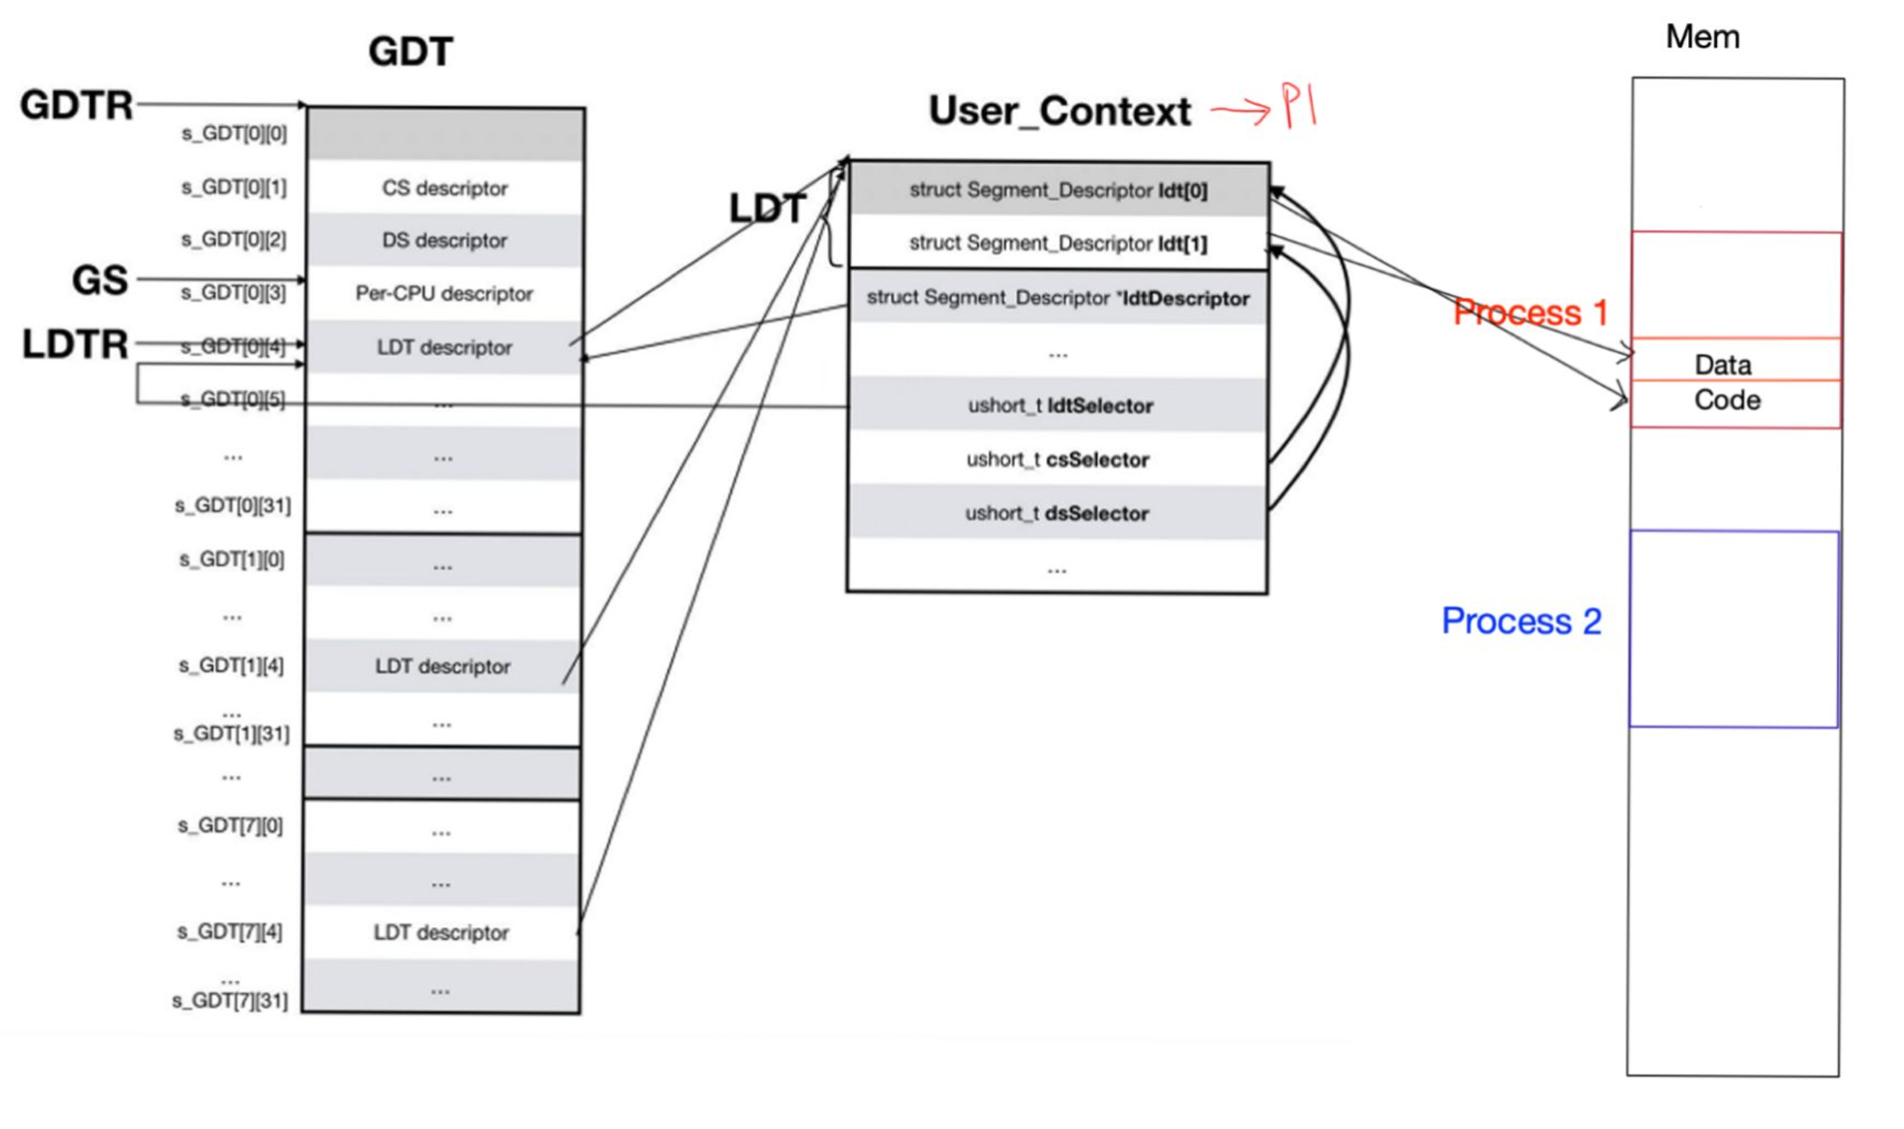 GDT
GDTR
s_GDT[0][0]
s_GDT[0][1] CS descriptor
s_GDT[0][2] DS descriptor
GS
s_GDT[0][3] Per-CPU descriptor
LDTR
s_GDT[0][4] LDT descriptor
s_GDT[0][5] ...
... ...
s_GDT[0][31] ...
s_GDT[1][0] ...
... ...
s_GDT[1][4] LDT descriptor
... ...
s_GDT[1][31]
... ...
s_GDT[7][0] ...
... ...
s_GDT[7][4] LDT descriptor
... ...
s_GDT[7][31]
User_Context → P1
LDT
struct Segment_Descriptor ldt[0]
struct Segment_Descriptor ldt[1]
struct Segment_Descriptor *ldtDescriptor
...
ushort_t ldtSelector
ushort_t csSelector
ushort_t dsSelector
...
Mem
Process 1
Data
Code
Process 2